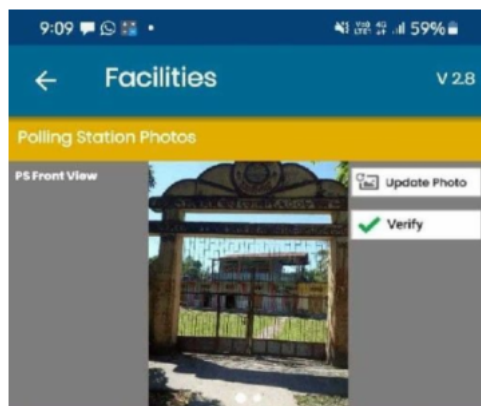 9:09
59%
Facilities
V 2.8
Polling Station Photos
PS Front View
Update Photo
Verify